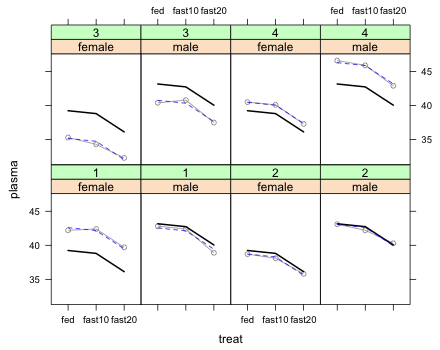 fed fast10 fast20 fed fast10 fast20
3 3 4 4
female male female male
45
40
35
plasma
1 1 2 2
female male female male
45
40
35
fed fast10 fast20 fed fast10 fast20
treat